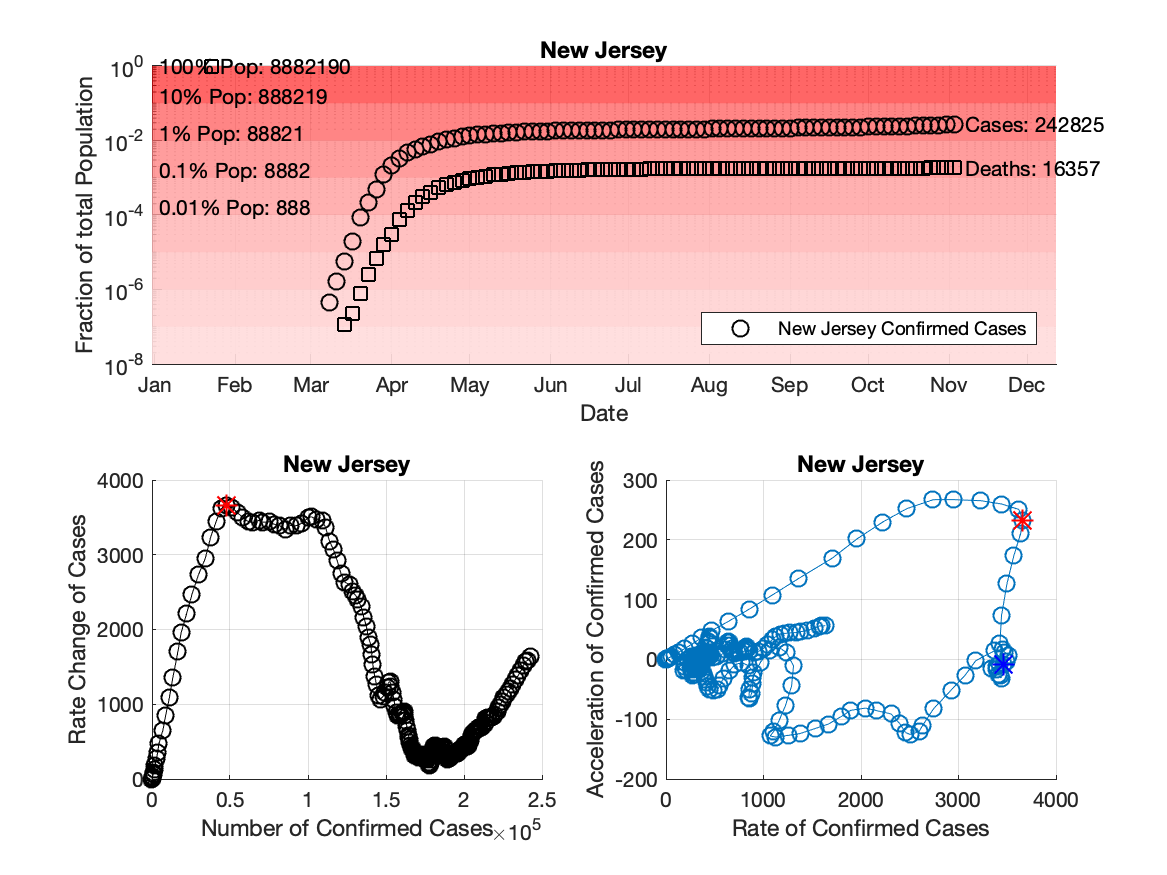 New Jersey
10^0
10^-2
10^-4
10^-6
10^-8
Fraction of total Population
100% Pop: 8882190
10% Pop: 888219
1% Pop: 88821
0.1% Pop: 8882
0.01% Pop: 888
Cases: 242825
Deaths: 16357
New Jersey Confirmed Cases
Jan Feb Mar Apr May Jun Jul Aug Sep Oct Nov Dec
Date
New Jersey
4000
3000
2000
1000
0
Rate Change of Cases
0 0.5 1 1.5 2 2.5
Number of Confirmed Cases ×10^5
New Jersey
300
200
100
0
-100
-200
Acceleration of Confirmed Cases
0 1000 2000 3000 4000
Rate of Confirmed Cases